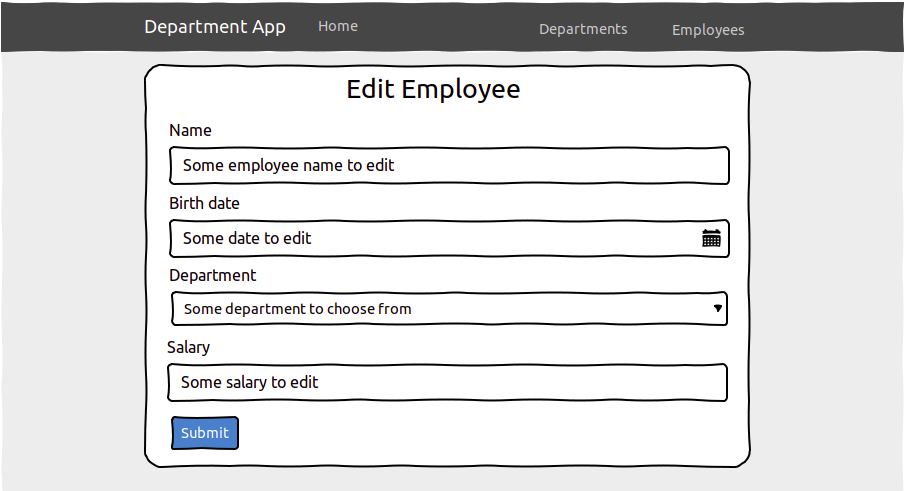 Department App Home Departments Employees
Edit Employee
Name
Some employee name to edit
Birth date
Some date to edit
Department
Some department to choose from
Salary
Some salary to edit
Submit